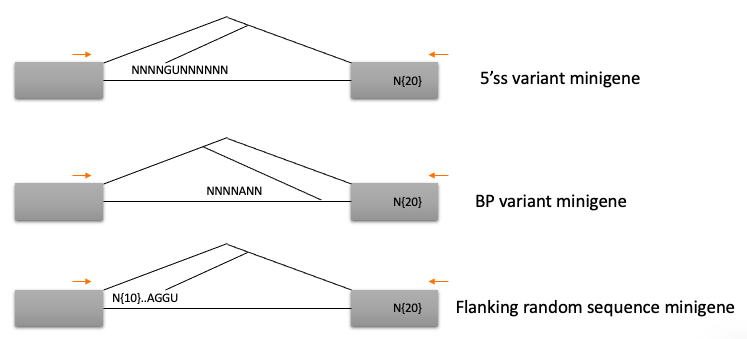 NNNNGUNNNNNN
N{20}
5'ss variant minigene
NNNNANN
N{20}
BP variant minigene
N{10}..AGGU
N{20}
Flanking random sequence minigene